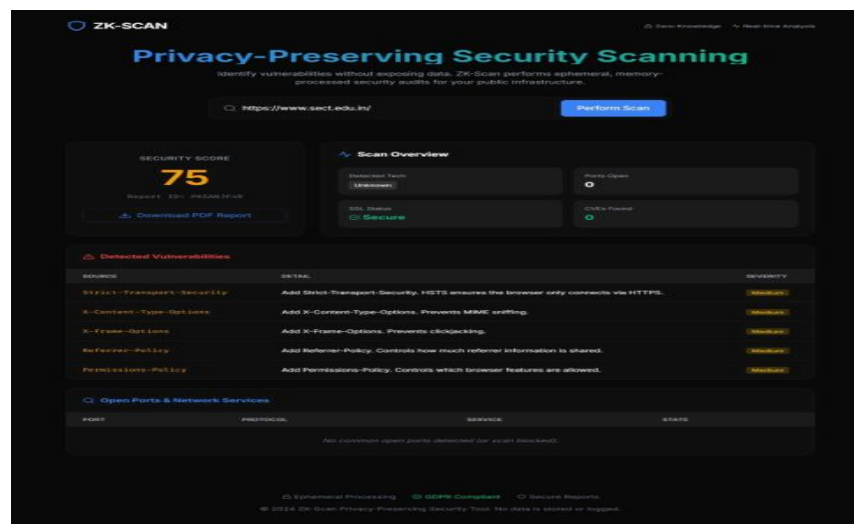 ZK-SCAN
Zero-Knowledge Real-time Analysis
Privacy-Preserving Security Scanning
Identify vulnerabilities without exposing data. ZK-Scan performs ephemeral, memory-
processed security audits for your public infrastructure.
https://www.sect.edu.in/ Perform Scan
SECURITY SCORE
75
Report ID:
Download PDF Report
Scan Overview
Detected Tech
Unknown
Ports Open
0
SSL Status
Secure
CVEs Found
0
Detected Vulnerabilities
SOURCE DETAIL SEVERITY
Strict-Transport-Security Add Strict-Transport-Security. HSTS ensures the browser only connects via HTTPS. Medium
X-Content-Type-Options Add X-Content-Type-Options. Prevents MIME sniffing. Medium
X-Frame-Options Add X-Frame-Options. Prevents clickjacking. Medium
Referrer-Policy Add Referrer-Policy. Controls how much referrer information is shared. Medium
Permissions-Policy Add Permissions-Policy. Controls which browser features are allowed. Medium
Open Ports & Network Services
PORT PROTOCOL SERVICE STATE
No common open ports detected (or scan blocked).
Ephemeral Processing GDPR Compliant Secure Reports
© 2024 ZK-Scan Privacy-Preserving Security Tool. No data is stored or logged.